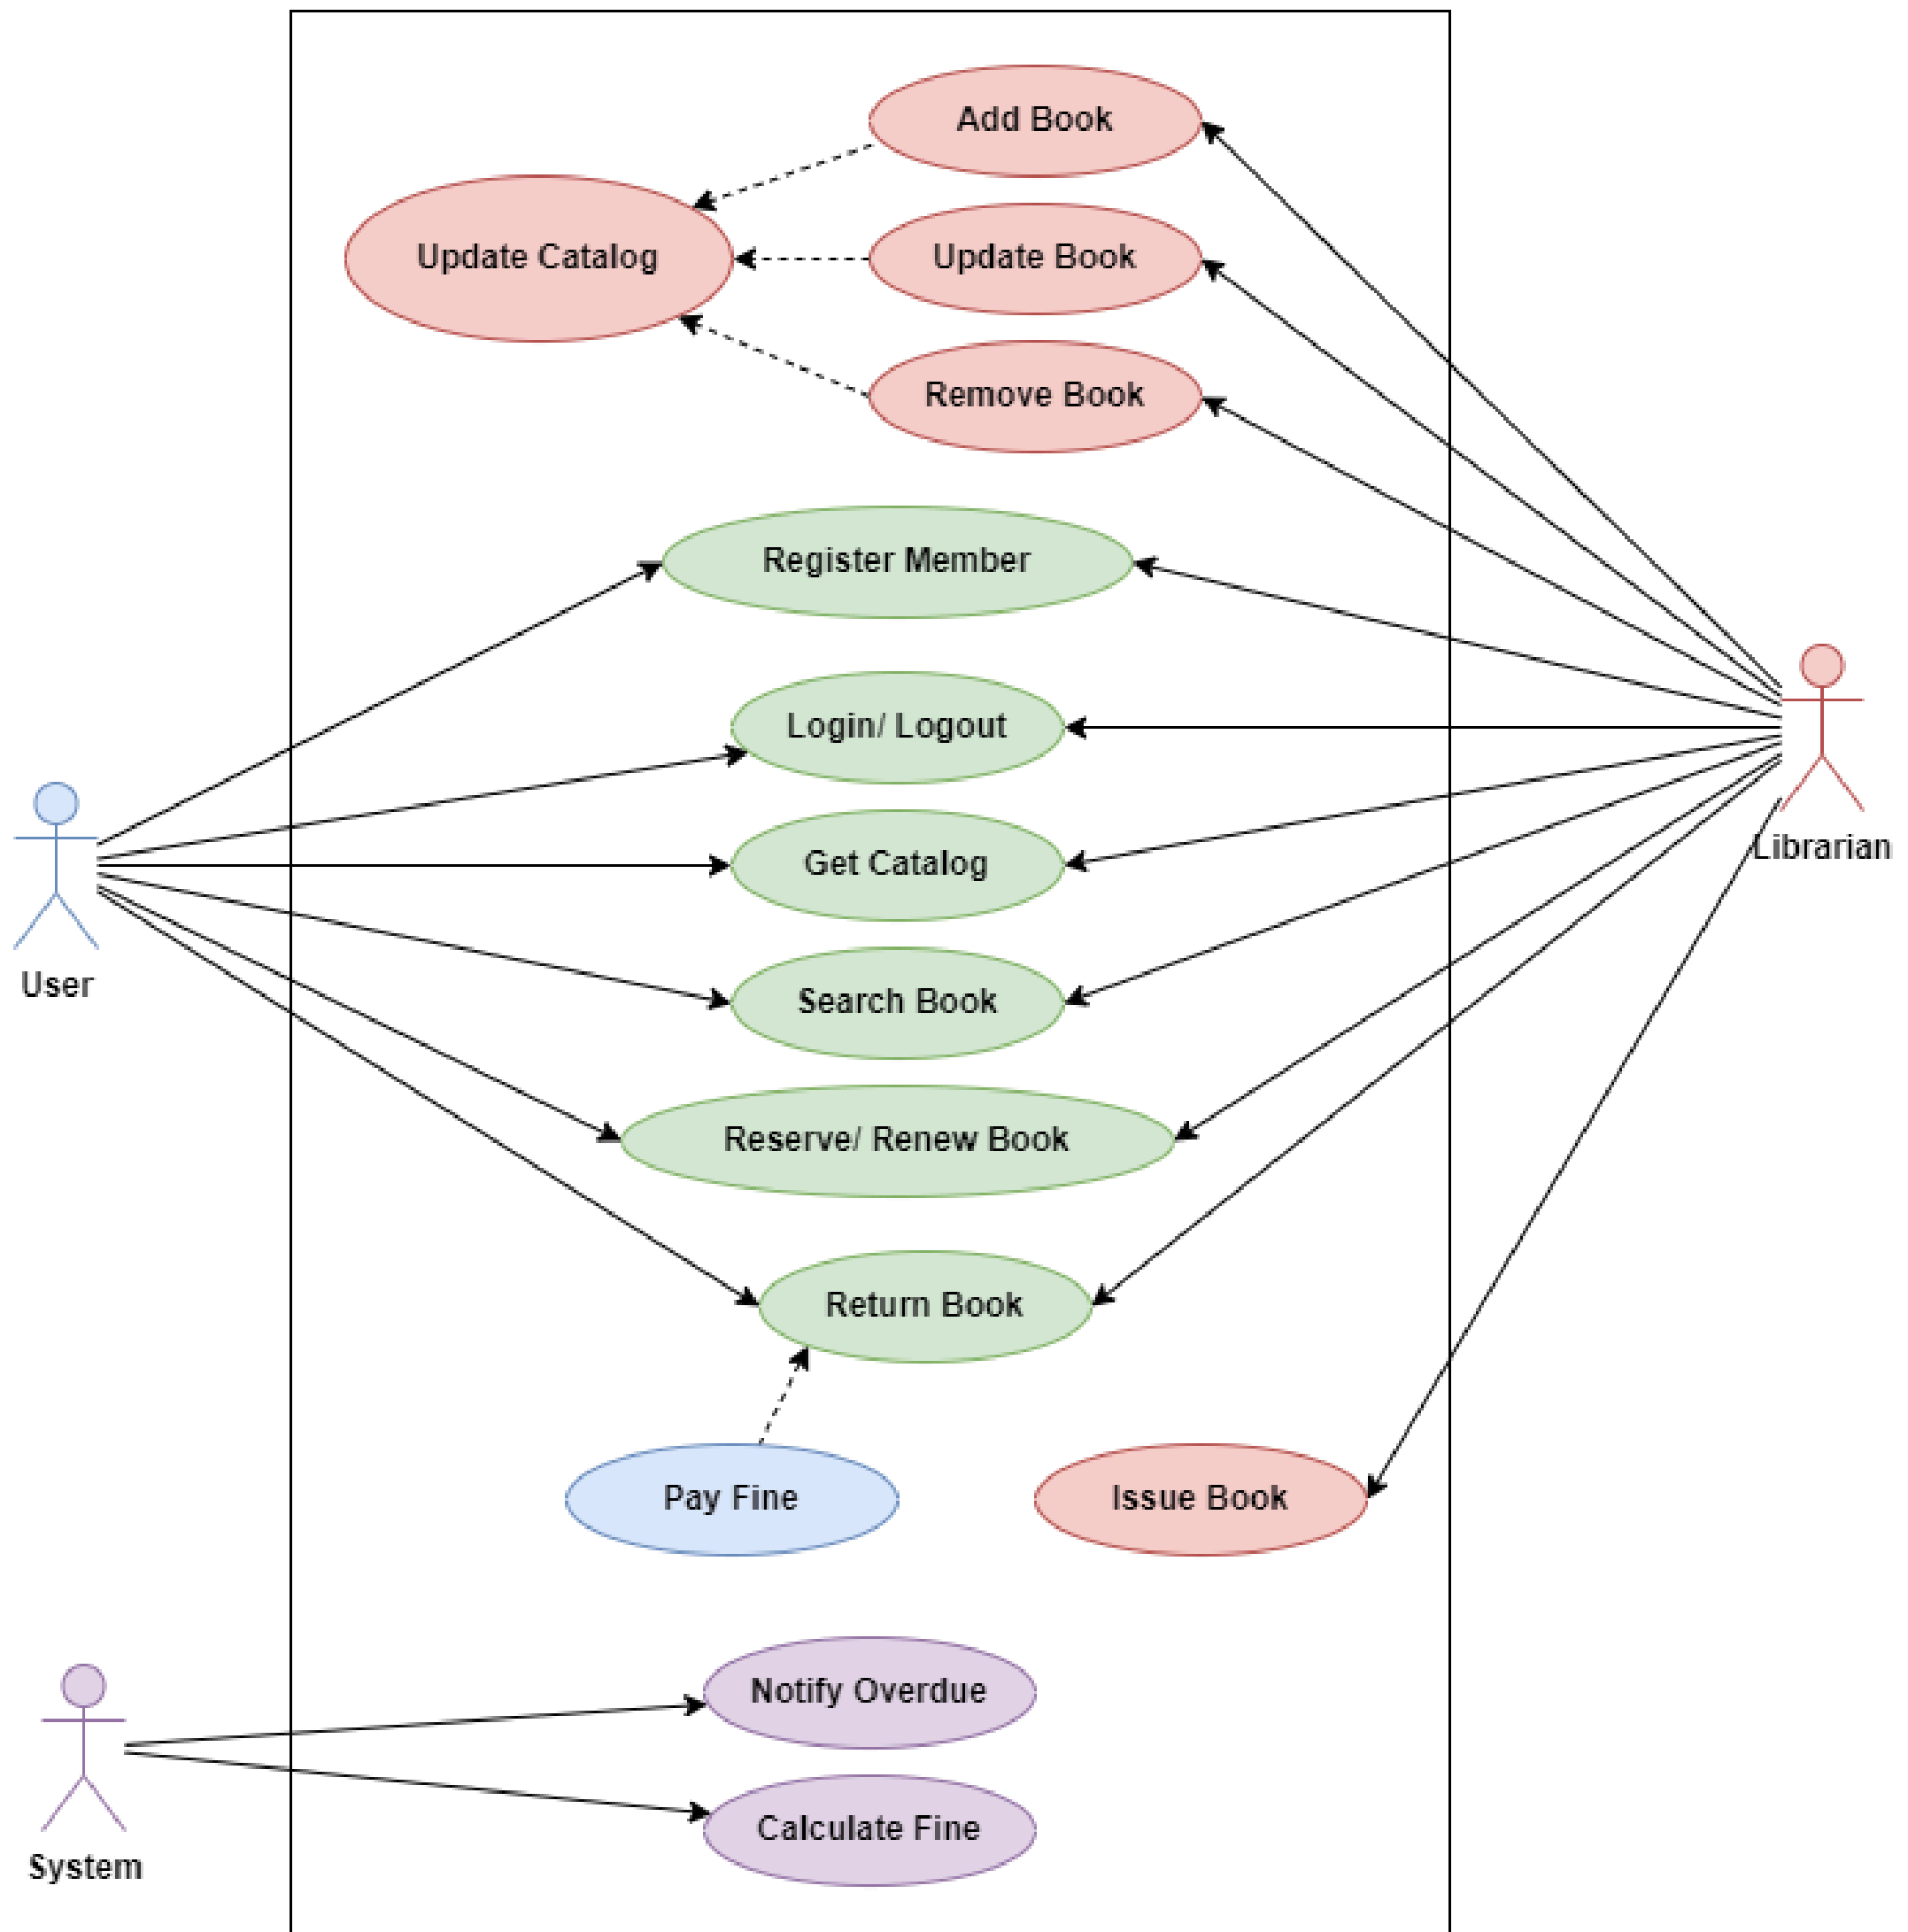 Add Book
Update Catalog
Update Book
Remove Book
Register Member
Login/ Logout
Get Catalog
Librarian
User
Search Book
Reserve/ Renew Book
Return Book
Pay Fine
Issue Book
Notify Overdue
Calculate Fine
System